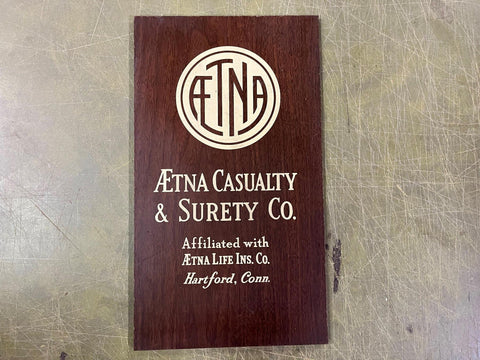 ÆTNA
ÆTNA CASUALTY
& SURETY CO.
Affiliated with
ÆTNA LIFE INS. CO.
Hartford, Conn.